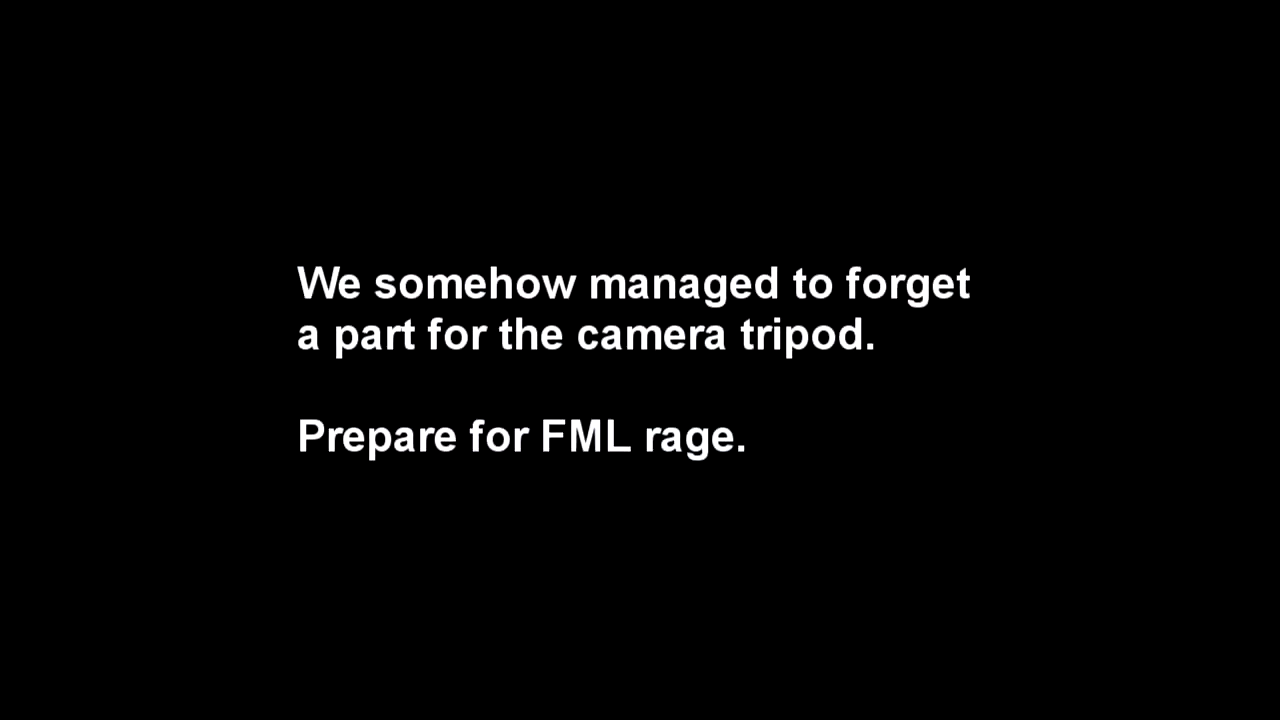 We somehow managed to forget
a part for the camera tripod.
Prepare for FML rage.